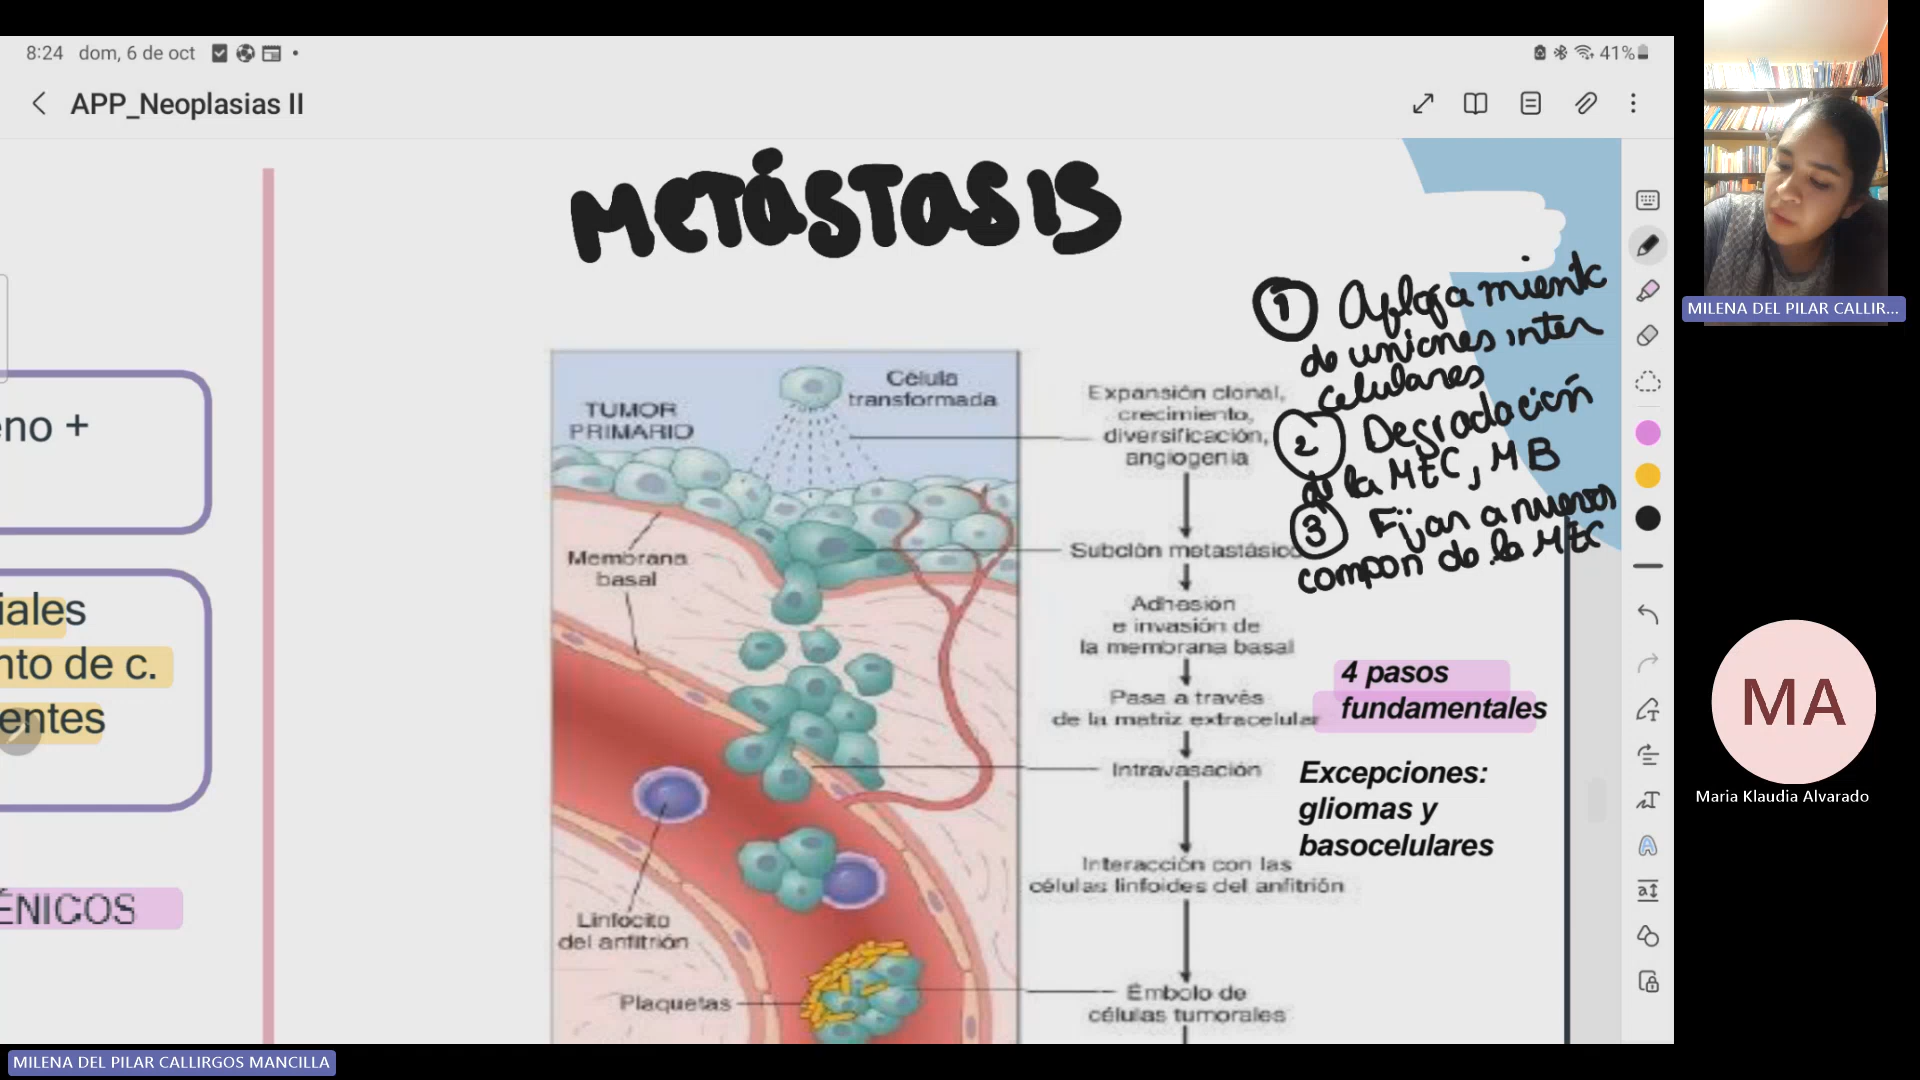 8:24 dom, 6 de oct
41%
APP_Neoplasias II
METÁSTASIS
eno +
iales
nto de c.
entes
ÉNICOS
TUMOR
PRIMARIO
Célula
transformada
Membrana
basal
Linfocito
del anfitrión
Plaquetas
Expansión clonal,
crecimiento,
diversificación,
angiogenia
Subclón metastásico
Adhesión
e invasión de
la membrana basal
Pasa a través
de la matriz extracelular
Intravasación
Interacción con las
células linfoides del anfitrión
Émbolo de
células tumorales
1 Aflojamiento
de uniones inter
celulares
2 Degradación
de la MEC, MB
3 Fijar a nuevos
compon de la MEC
4 pasos
fundamentales
Excepciones:
gliomas y
basocelulares
MILENA DEL PILAR CALLIR...
MA
Maria Klaudia Alvarado
MILENA DEL PILAR CALLIRGOS MANCILLA